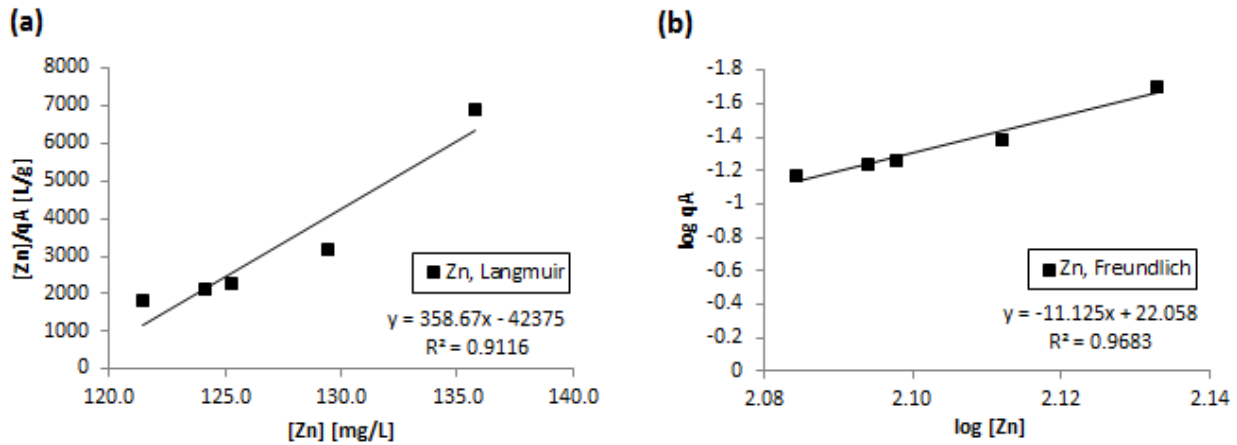 (a)
[Zn]/qA [L/g]
8000
7000
6000
5000
4000
3000
2000
1000
0
120.0 125.0 130.0 135.0 140.0
[Zn] [mg/L]
Zn, Langmuir
y = 358.67x - 42375
R² = 0.9116
(b)
log qA
-1.8
-1.6
-1.4
-1.2
-1
-0.8
-0.6
-0.4
-0.2
0
2.08 2.10 2.12 2.14
log [Zn]
Zn, Freundlich
y = -11.125x + 22.058
R² = 0.9683